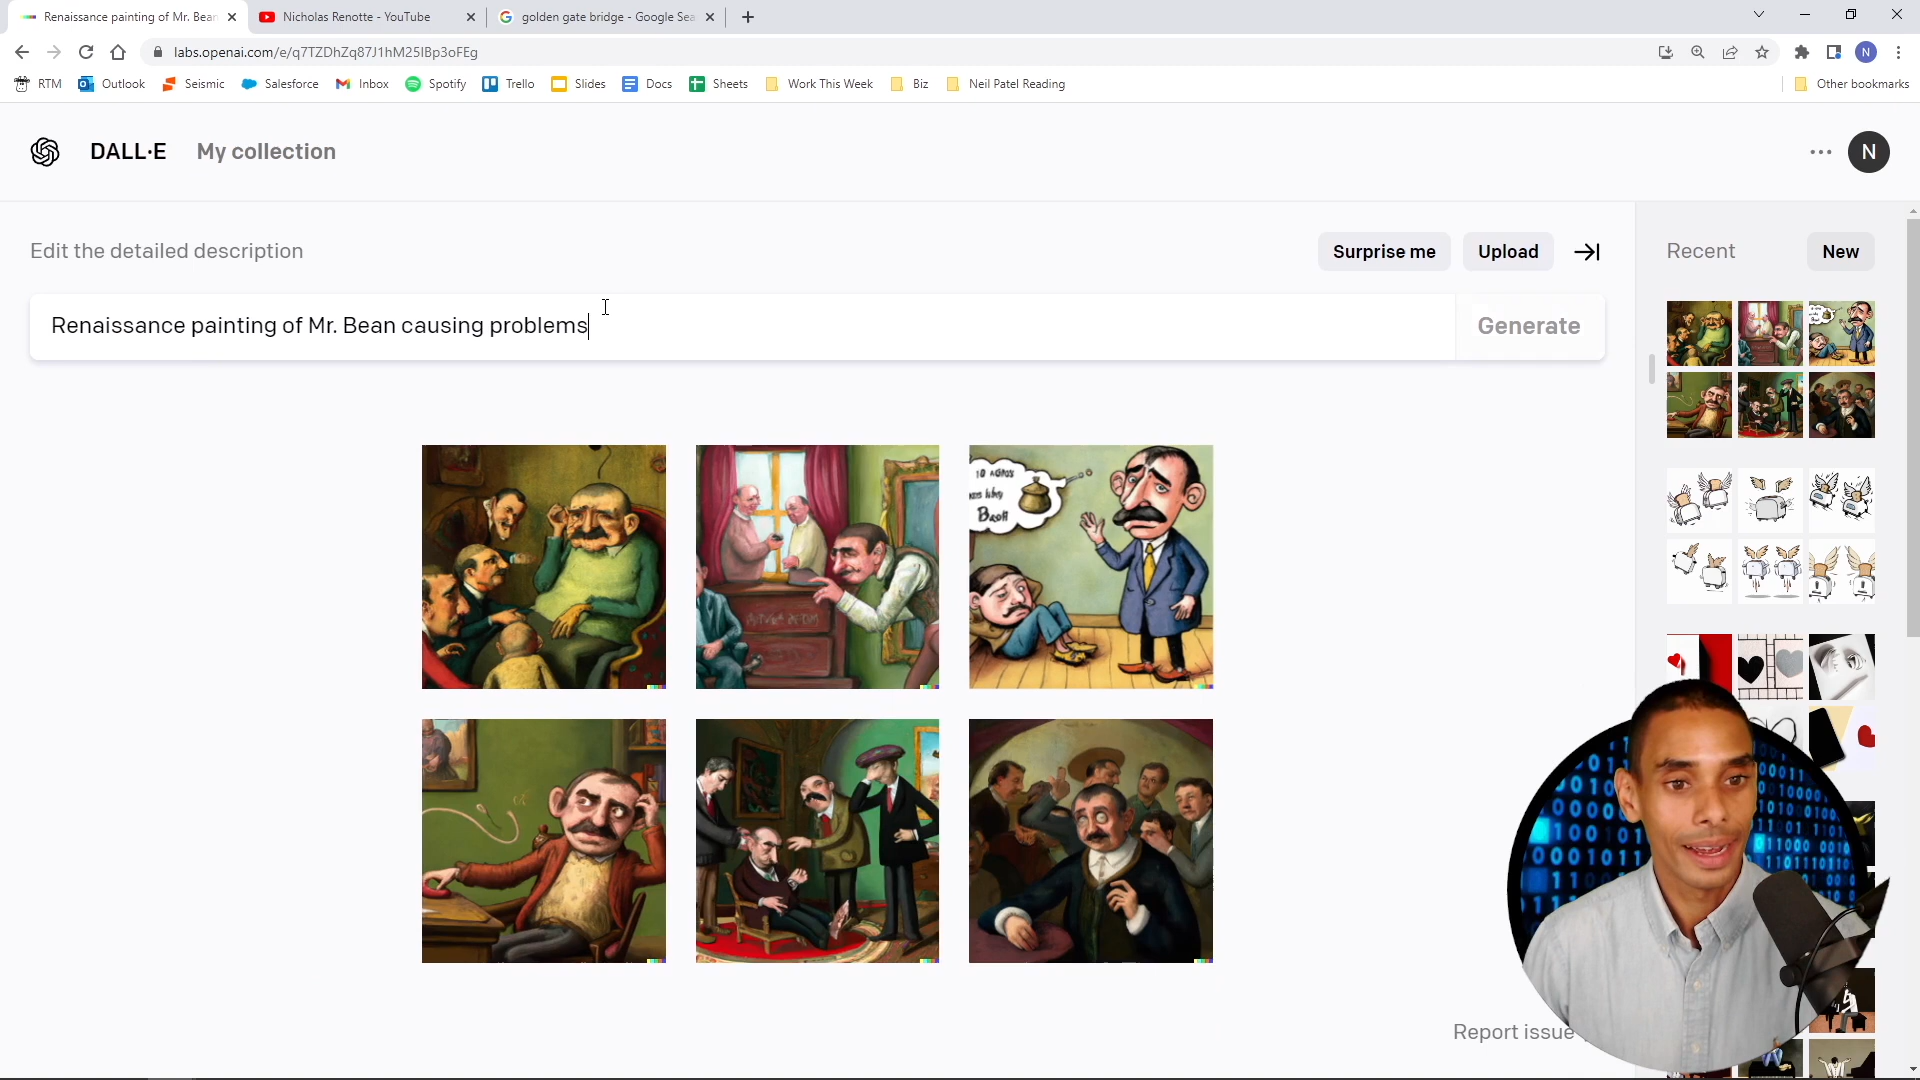 Renaissance painting of Mr. Bean
Nicholas Renotte - YouTube
golden gate bridge - Google Sea
labs.openai.com/e/q7TZDhZq87J1hM25IBp3oFEg
RTM
Outlook
Seismic
Salesforce
Inbox
Spotify
Trello
Slides
Docs
Sheets
Work This Week
Biz
Neil Patel Reading
Other bookmarks
N
DALL·E
My collection
N
Edit the detailed description
Surprise me
Upload
Recent
New
Renaissance painting of Mr. Bean causing problems
Generate
Report issue